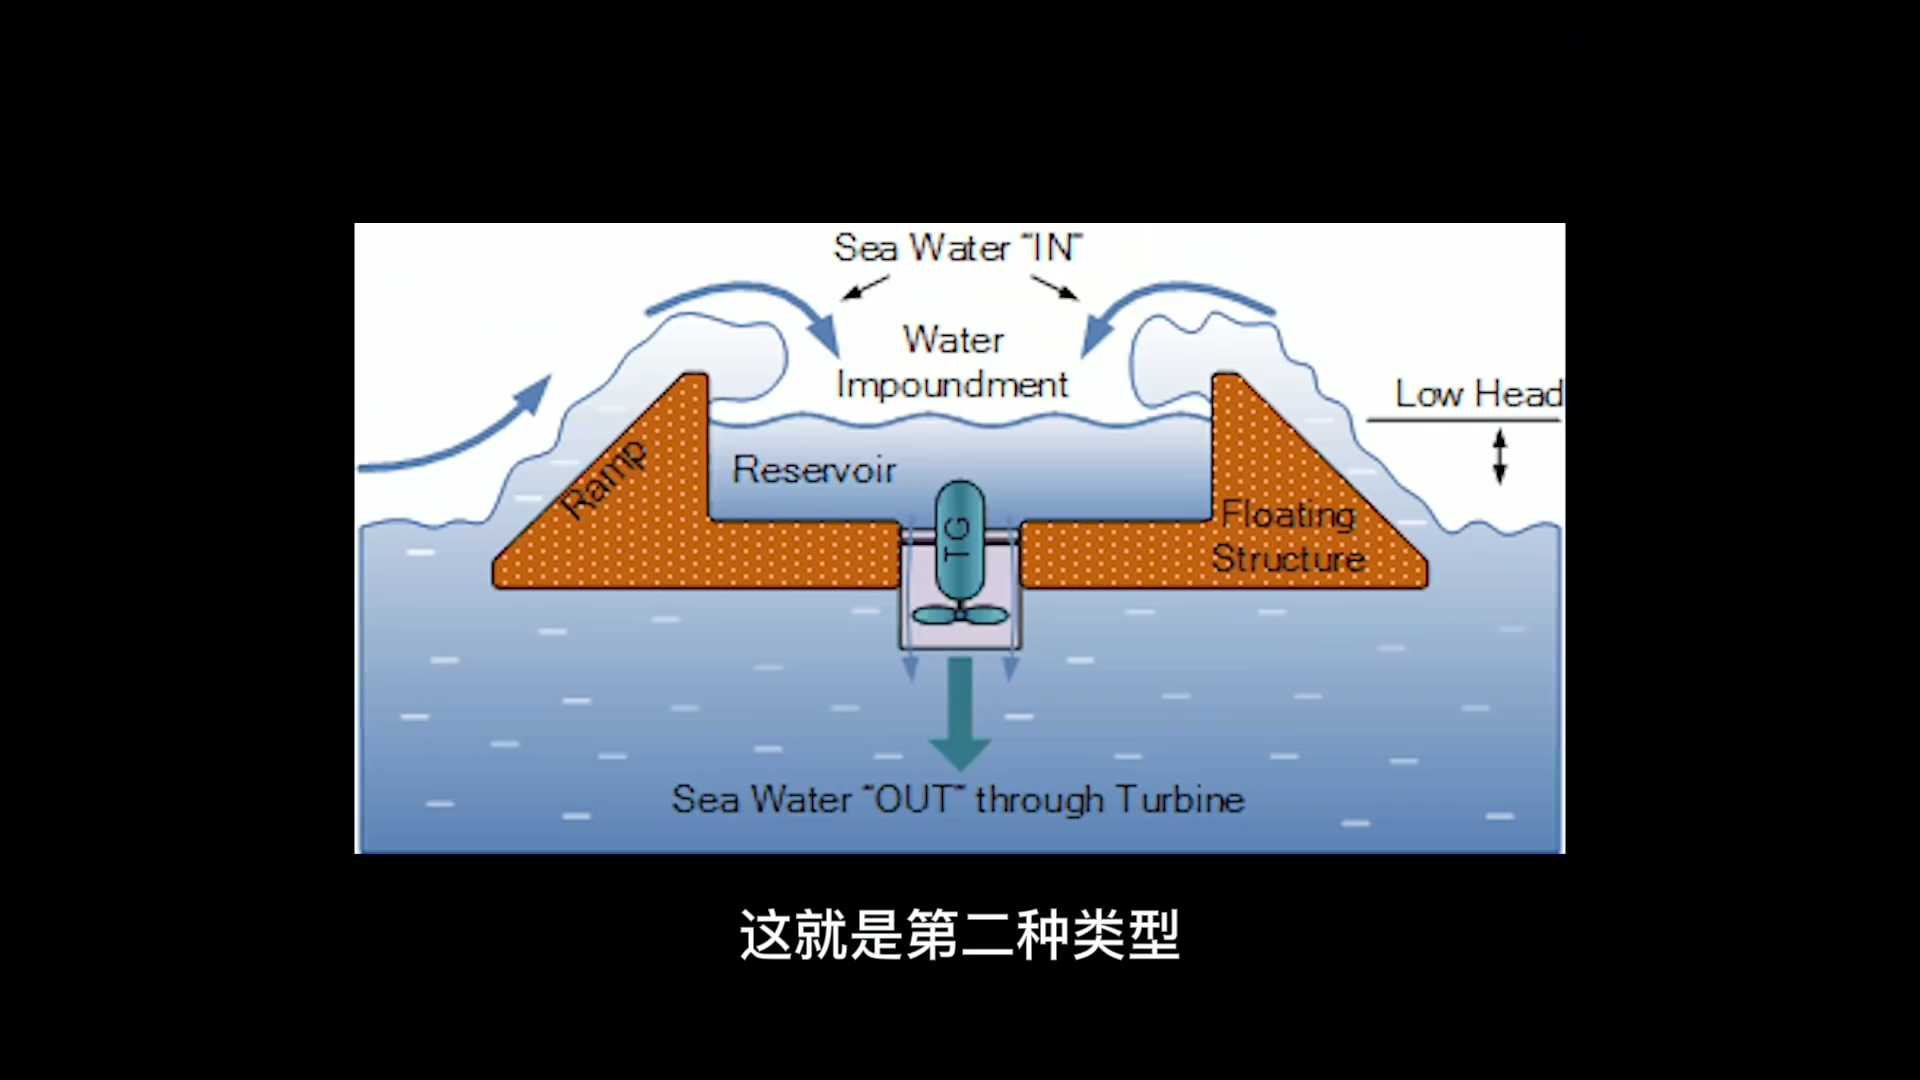 Sea Water “IN”
Water
Impoundment
Low Head
Ramp
Reservoir
TG
Floating
Structure
Sea Water “OUT” through Turbine
这就是第二种类型